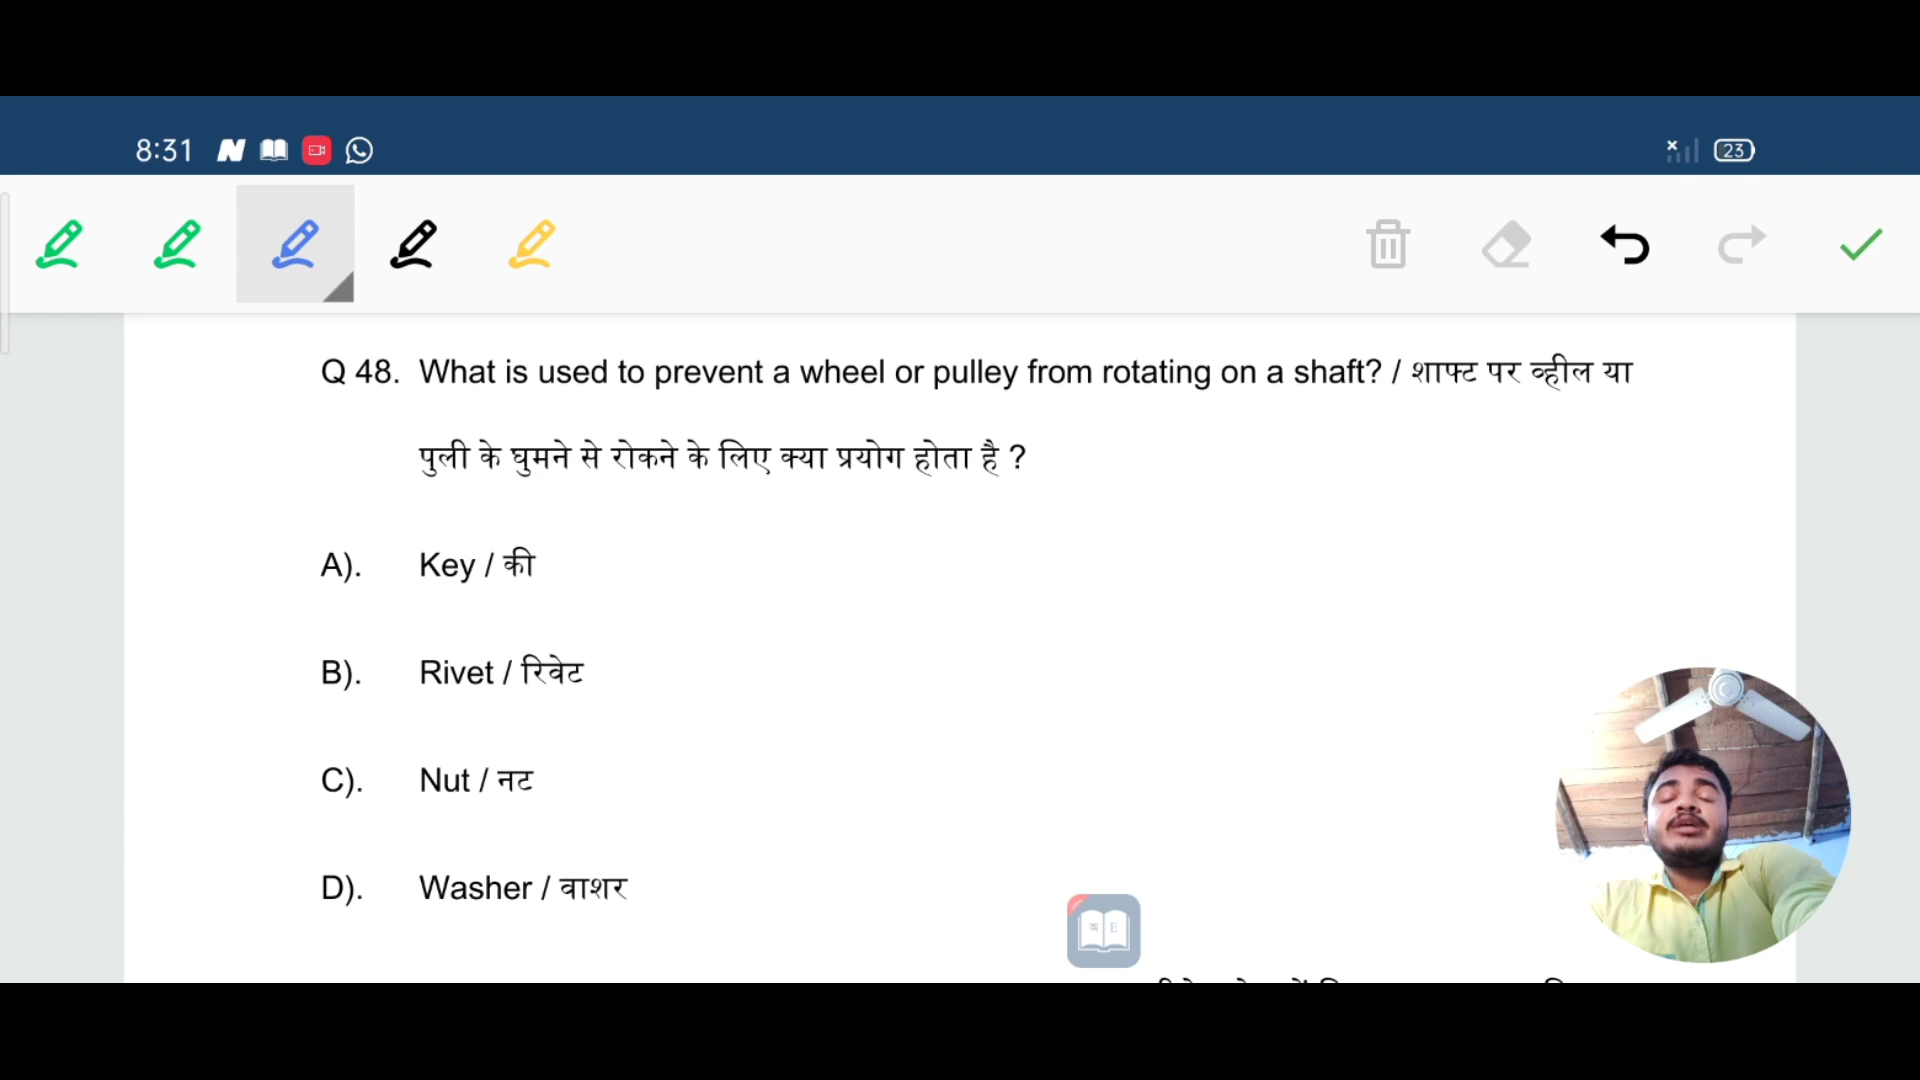 8:31
23
Q 48. What is used to prevent a wheel or pulley from rotating on a shaft? / शाफ्ट पर व्हील या
पुली के घुमने से रोकने के लिए क्या प्रयोग होता है ?
A). Key / की
B). Rivet / रिवेट
C). Nut / नट
D). Washer / वाशर